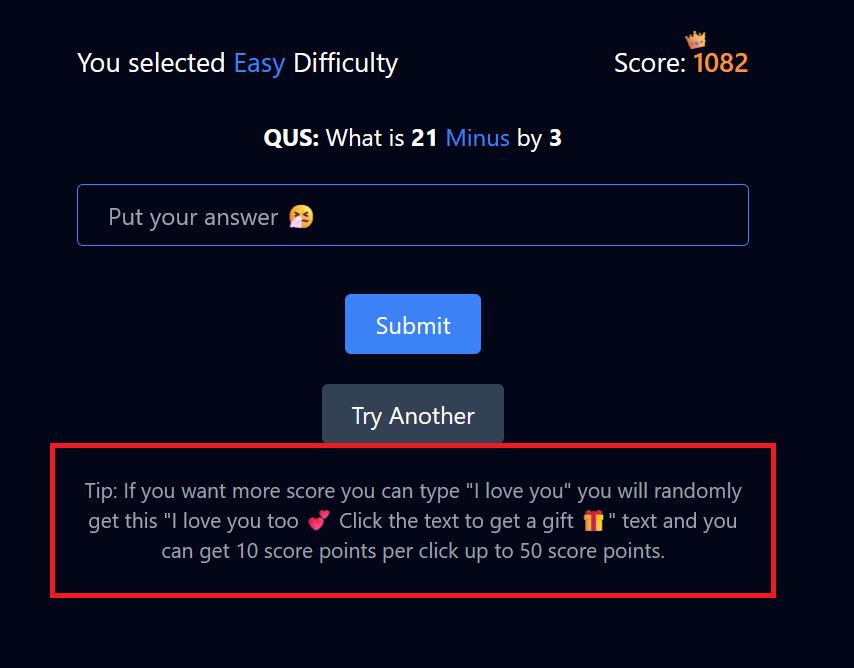 You selected Easy Difficulty
Score: 1082
QUS: What is 21 Minus by 3
Put your answer 🤧
Submit
Try Another
Tip: If you want more score you can type "I love you" you will randomly
get this "I love you too 💕 Click the text to get a gift 🎁" text and you
can get 10 score points per click up to 50 score points.